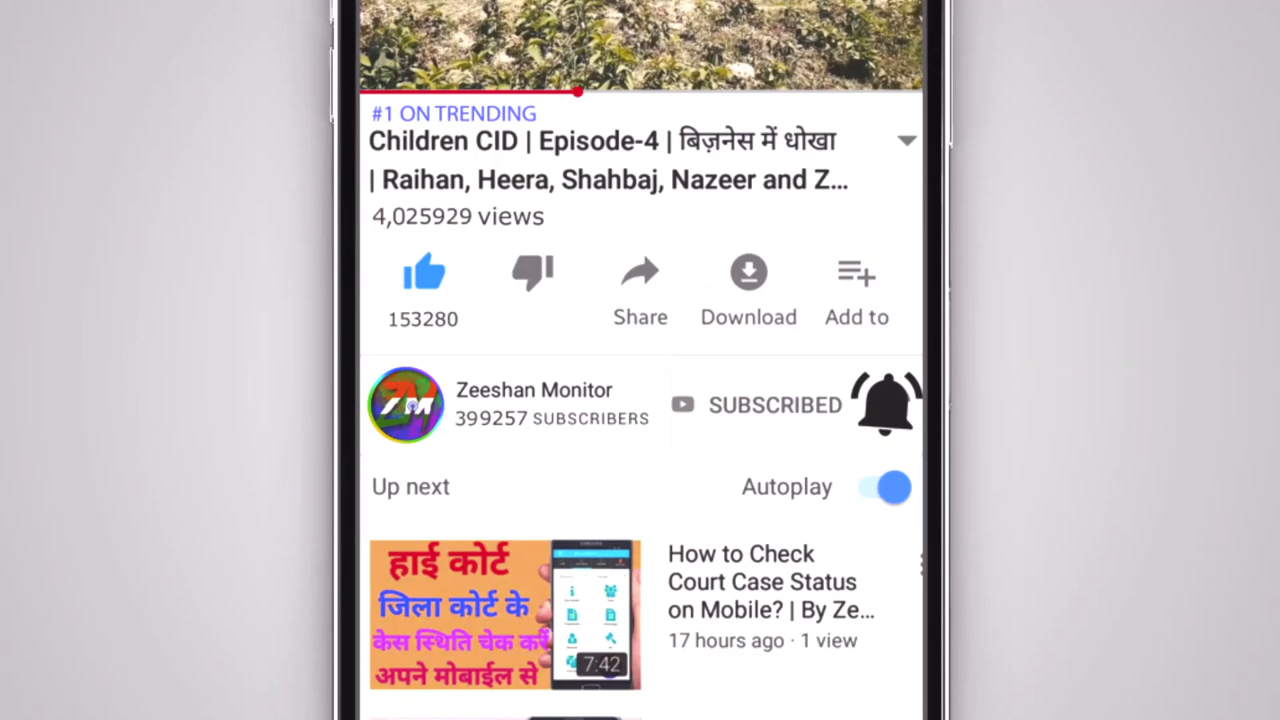 #1 ON TRENDING
Children CID | Episode-4 | बिज़नेस में धोखा
| Raihan, Heera, Shahbaj, Nazeer and Z...
4,025929 views
153280
Share
Download
Add to
ZM
Zeeshan Monitor
399257 SUBSCRIBERS
SUBSCRIBED
Up next
Autoplay
हाई कोर्ट
जिला कोर्ट के
केस स्थिति चेक करें
अपने मोबाईल से
7:42
How to Check
Court Case Status
on Mobile? | By Ze...
17 hours ago · 1 view